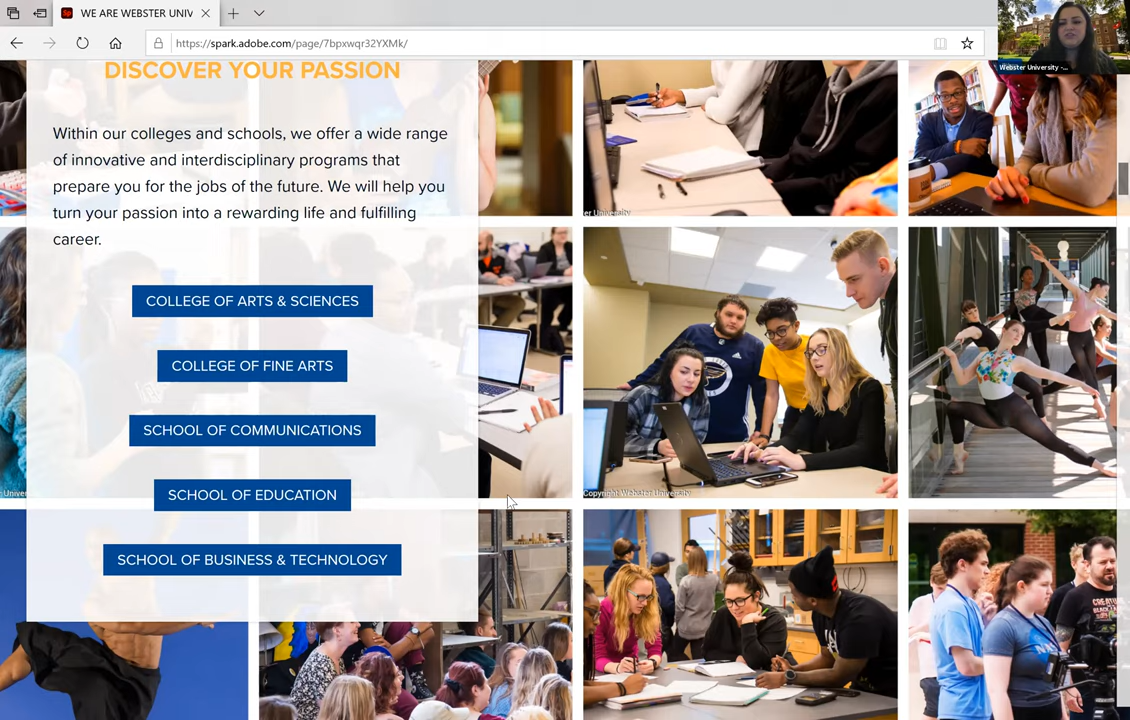 WE ARE WEBSTER UNIV
https://spark.adobe.com/page/7bpxwqr32YXMk/
Webster University -...
DISCOVER YOUR PASSION
Within our colleges and schools, we offer a wide range
of innovative and interdisciplinary programs that
prepare you for the jobs of the future. We will help you
turn your passion into a rewarding life and fulfilling
career.
COLLEGE OF ARTS & SCIENCES
COLLEGE OF FINE ARTS
SCHOOL OF COMMUNICATIONS
SCHOOL OF EDUCATION
SCHOOL OF BUSINESS & TECHNOLOGY
er University
Univer
Copyright Webster University